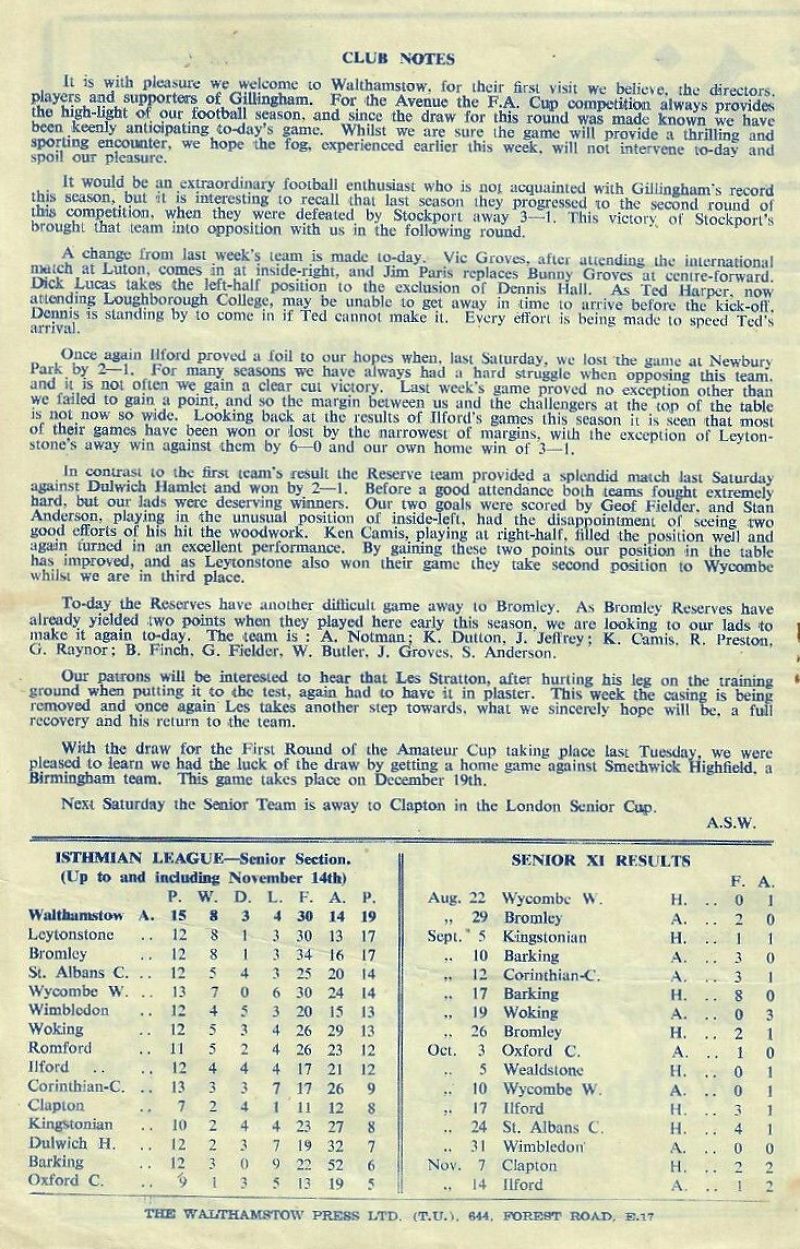 CLUB NOTES
It is with pleasure we welcome to Walthamstow, for their first visit we believe, the directors,
players and supporters of Gillingham. For the Avenue the F.A. Cup competition always provides
the high-light of our football season, and since the draw for this round was made known we have
been keenly anticipating to-day's game. Whilst we are sure the game will provide a thrilling and
sporting encounter, we hope the fog, experienced earlier this week, will not intervene to-day and
spoil our pleasure.
It would be an extraordinary football enthusiast who is not acquainted with Gillingham's record
this season, but it is interesting to recall that last season they progressed to the second round of
this competition, when they were defeated by Stockport away 3—1. This victory of Stockport's
brought that team into opposition with us in the following round.
A change from last week's team is made to-day. Vic Groves, after attending the international
match at Luton, comes in at inside-right, and Jim Paris replaces Bunny Groves at centre-forward.
Dick Lucas takes the left-half position to the exclusion of Dennis Hall. As Ted Harper, now
attending Loughborough College, may be unable to get away in time to arrive before the kick-off,
Dennis is standing by to come in if Ted cannot make it. Every effort is being made to speed Ted's
arrival.
Once again Ilford proved a foil to our hopes when, last Saturday, we lost the game at Newbury
Park by 2—1. For many seasons we have always had a hard struggle when opposing this team,
and it is not often we gain a clear cut victory. Last week's game proved no exception other than
we failed to gain a point, and so the margin between us and the challengers at the top of the table
is not now so wide. Looking back at the results of Ilford's games this season it is seen that most
of their games have been won or lost by the narrowest of margins, with the exception of Leyton-
stone's away win against them by 6—0 and our own home win of 3—1.
In contrast to the first team's result the Reserve team provided a splendid match last Saturday
against Dulwich Hamlet and won by 2—1. Before a good attendance both teams fought extremely
hard, but our lads were deserving winners. Our two goals were scored by Geof Fielder, and Stan
Anderson, playing in the unusual position of inside-left, had the disappointment of seeing two
good efforts of his hit the woodwork. Ken Camis, playing at right-half, filled the position well and
again turned in an excellent performance. By gaining these two points our position in the table
has improved, and as Leytonstone also won their game they take second position to Wycombe
whilst we are in third place.
To-day the Reserves have another difficult game away to Bromley. As Bromley Reserves have
already yielded two points when they played here early this season, we are looking to our lads to
make it again to-day. The team is : A. Notman; K. Dutton, J. Jeffrey; K. Camis, R. Preston,
G. Raynor; B. Finch, G. Fielder, W. Butler, J. Groves, S. Anderson.
Our patrons will be interested to hear that Les Stratton, after hurting his leg on the training
ground when putting it to the test, again had to have it in plaster. This week the casing is being
removed and once again Les takes another step towards, what we sincerely hope will be, a full
recovery and his return to the team.
With the draw for the First Round of the Amateur Cup taking place last Tuesday, we were
pleased to learn we had the luck of the draw by getting a home game against Smethwick Highfield, a
Birmingham team. This game takes place on December 19th.
Next Saturday the Senior Team is away to Clapton in the London Senior Cup.
A.S.W.
ISTHMIAN LEAGUE—Senior Section.
(Up to and including November 14th)
P. W. D. L. F. A. P.
Walthamstow A. 15 8 3 4 30 14 19
Leytonstone .. 12 8 1 3 30 13 17
Bromley .. 12 8 1 3 34 16 17
St. Albans C. .. 12 5 4 3 25 20 14
Wycombe W. .. 13 7 0 6 30 24 14
Wimbledon .. 12 4 5 3 20 15 13
Woking .. 12 5 3 4 26 29 13
Romford .. 11 5 2 4 26 23 12
Ilford .. .. 12 4 4 4 17 21 12
Corinthian-C. .. 13 3 3 7 17 26 9
Clapton .. 7 2 4 1 11 12 8
Kingstonian .. 10 2 4 4 23 27 8
Dulwich H. .. 12 2 3 7 19 32 7
Barking .. 12 3 0 9 22 52 6
Oxford C. .. 9 1 3 5 13 19 5
SENIOR XI RESULTS
F. A.
Aug. 22 Wycombe W. H. .. 0 1
„ 29 Bromley A. .. 2 0
Sept. 5 Kingstonian H. .. 1 1
„ 10 Barking A. .. 3 0
„ 12 Corinthian-C. A. .. 3 1
„ 17 Barking H. .. 8 0
„ 19 Woking A. .. 0 3
„ 26 Bromley H. .. 2 1
Oct. 3 Oxford C. A. .. 1 0
„ 5 Wealdstone H. .. 0 1
„ 10 Wycombe W. A. .. 0 1
„ 17 Ilford H. .. 3 1
„ 24 St. Albans C. H. .. 4 1
„ 31 Wimbledon A. .. 0 0
Nov. 7 Clapton H. .. 2 2
„ 14 Ilford A. .. 1 2
THE WALTHAMSTOW PRESS LTD. (T.U.), 644, FOREST ROAD, E.17